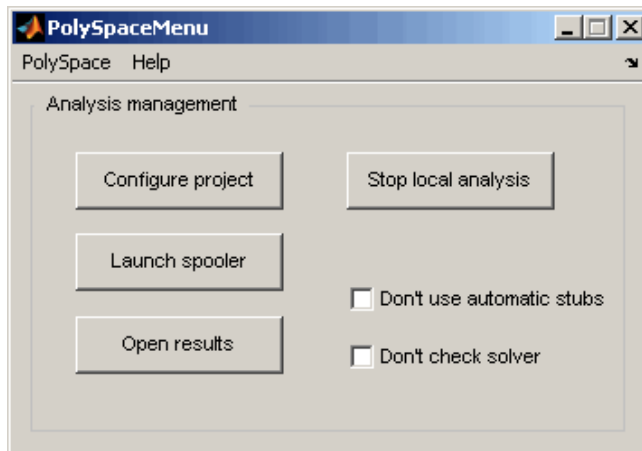 PolySpaceMenu
PolySpace Help
Analysis management
Configure project
Stop local analysis
Launch spooler
Don't use automatic stubs
Open results
Don't check solver